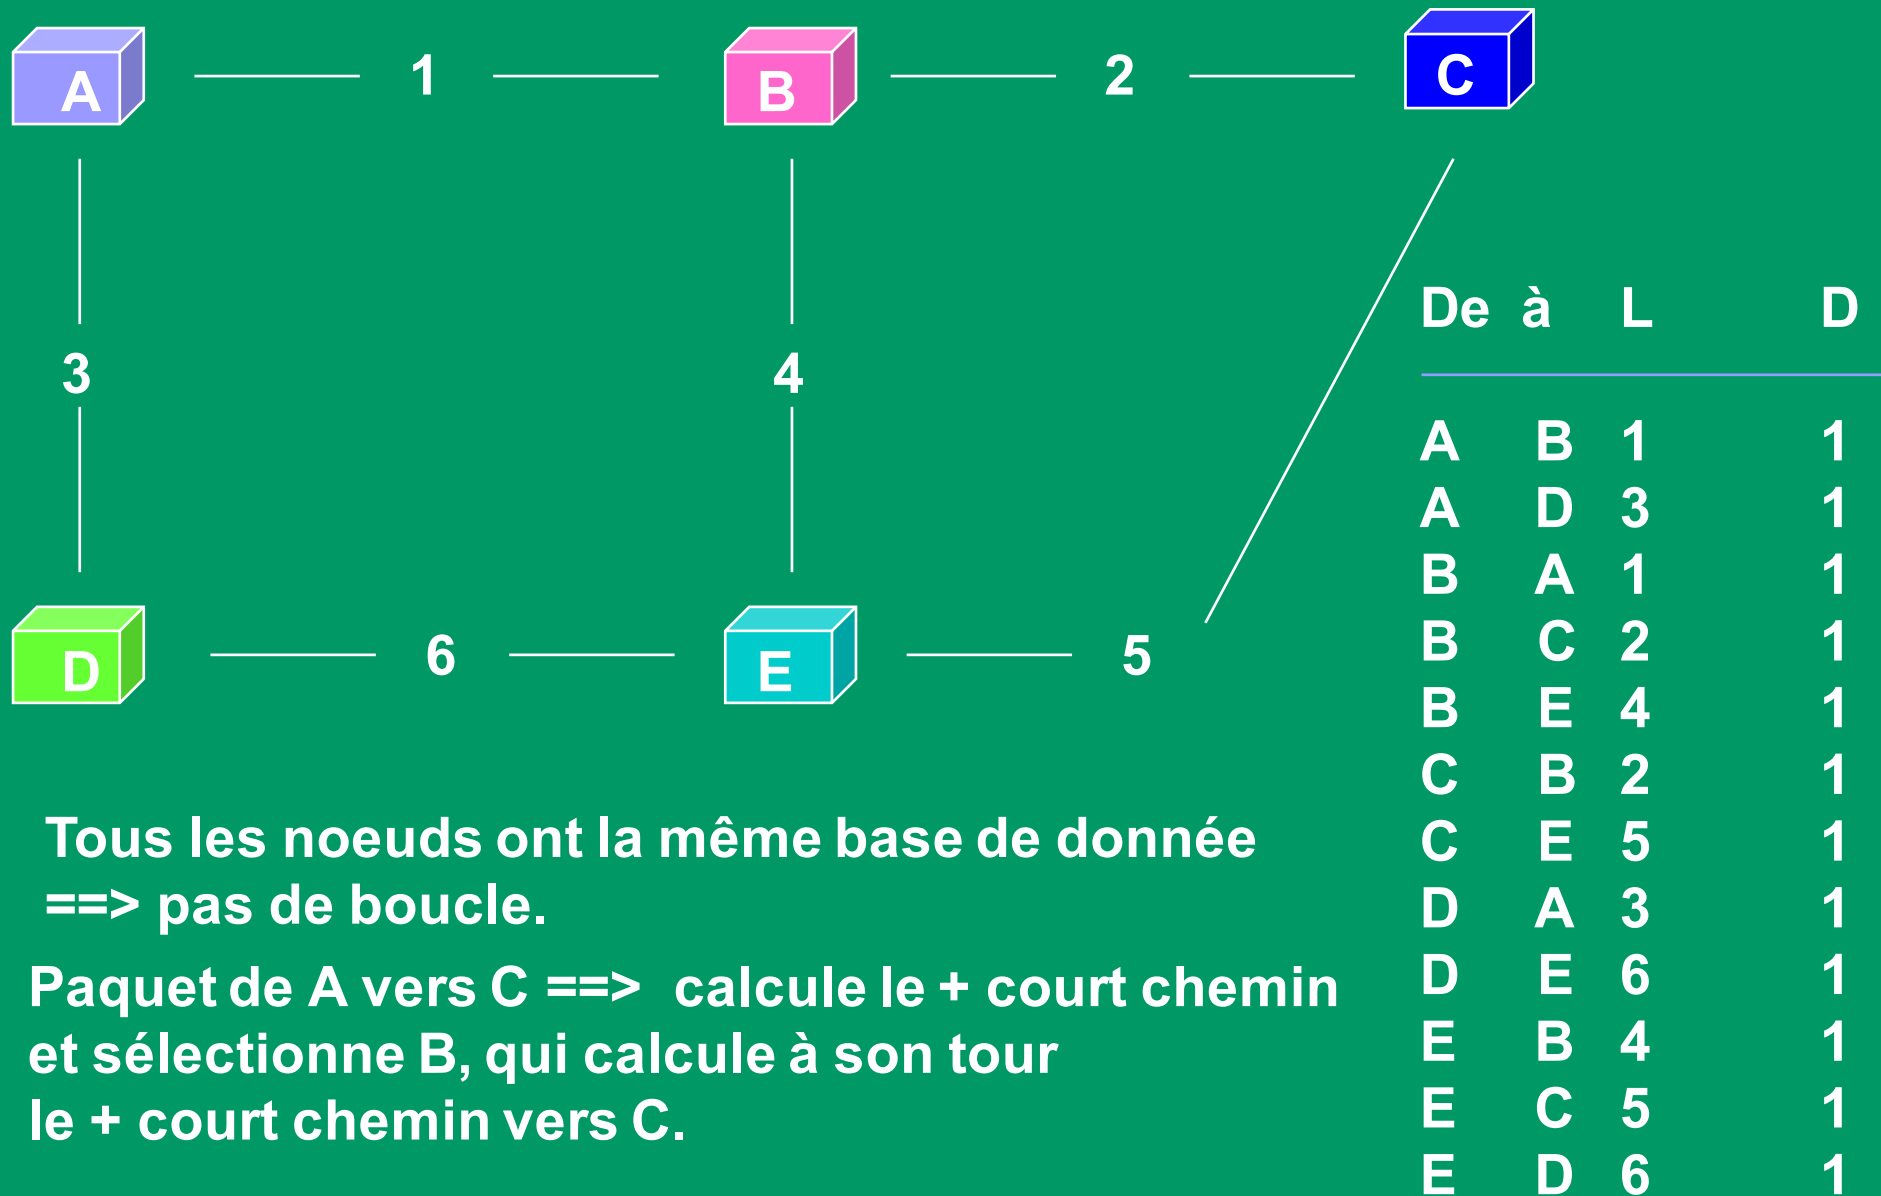 A 1 B 2 C
3 4
D 6 E 5
De à L D
A B 1 1
A D 3 1
B A 1 1
B C 2 1
B E 4 1
C B 2 1
C E 5 1
D A 3 1
D E 6 1
E B 4 1
E C 5 1
E D 6 1
Tous les noeuds ont la même base de donnée
==> pas de boucle.
Paquet de A vers C ==> calcule le + court chemin
et sélectionne B, qui calcule à son tour
le + court chemin vers C.